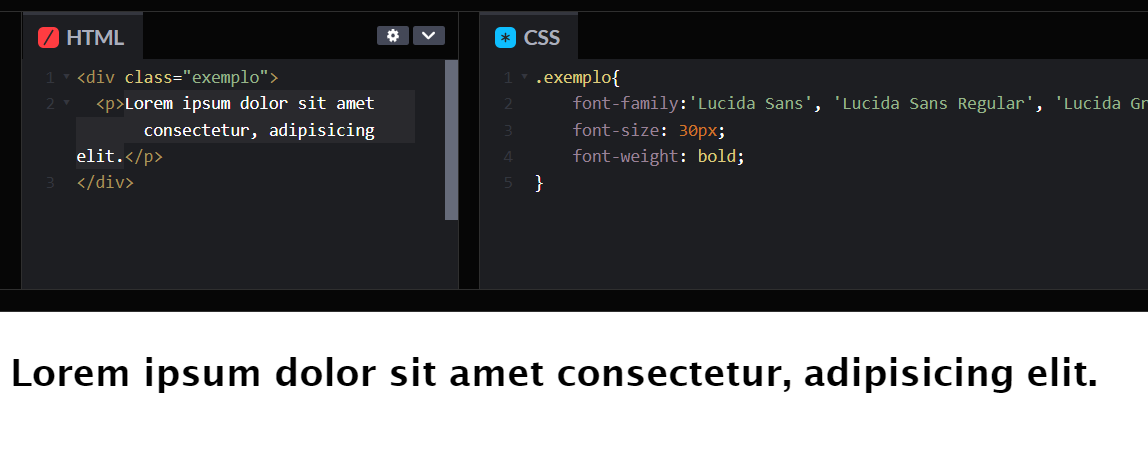 HTML
1 <div class="exemplo">
2 <p>Lorem ipsum dolor sit amet
consectetur, adipisicing
elit.</p>
3 </div>
CSS
1 .exemplo{
2 font-family:'Lucida Sans', 'Lucida Sans Regular', 'Lucida Gr
3 font-size: 30px;
4 font-weight: bold;
5 }
Lorem ipsum dolor sit amet consectetur, adipisicing elit.